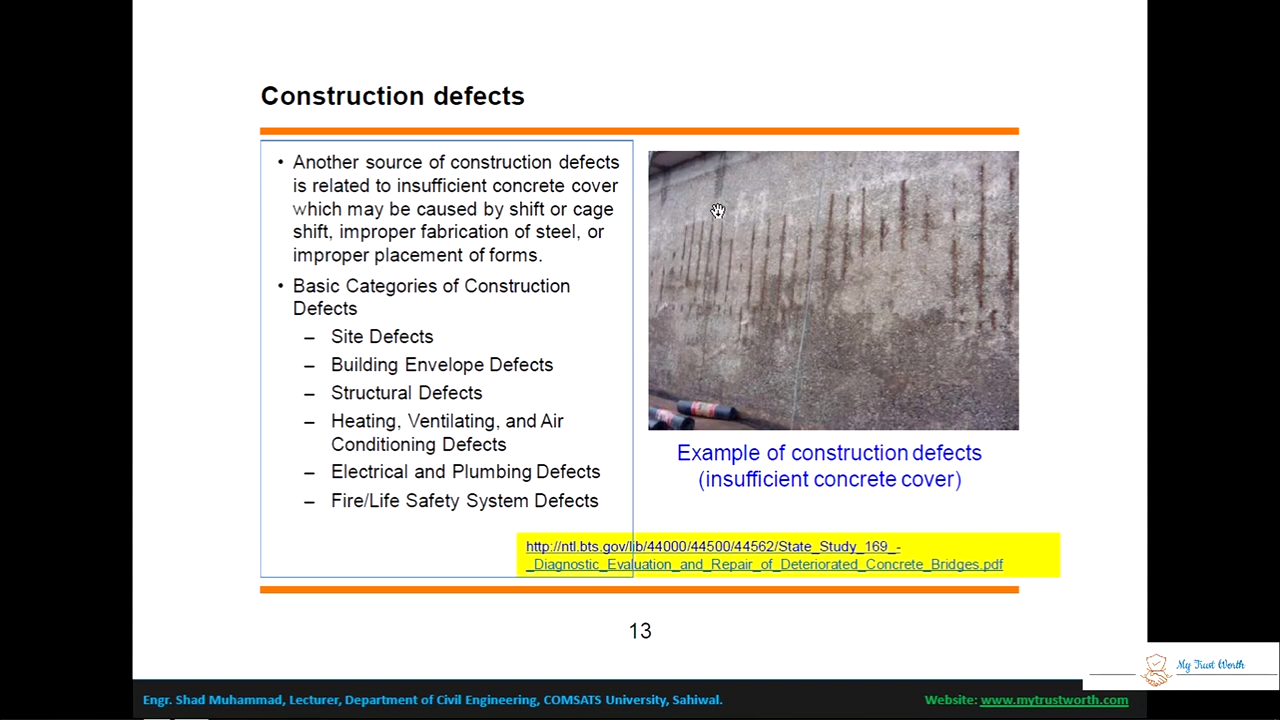 Construction defects
• Another source of construction defects
is related to insufficient concrete cover
which may be caused by shift or cage
shift, improper fabrication of steel, or
improper placement of forms.
• Basic Categories of Construction
Defects
– Site Defects
– Building Envelope Defects
– Structural Defects
– Heating, Ventilating, and Air
Conditioning Defects
– Electrical and Plumbing Defects
– Fire/Life Safety System Defects
Example of construction defects
(insufficient concrete cover)
http://ntl.bts.gov/lib/44000/44500/44562/State_Study_169_-
_Diagnostic_Evaluation_and_Repair_of_Deteriorated_Concrete_Bridges.pdf
13
My Trust Worth
Engr. Shad Muhammad, Lecturer, Department of Civil Engineering, COMSATS University, Sahiwal.
Website: www.mytrustworth.com